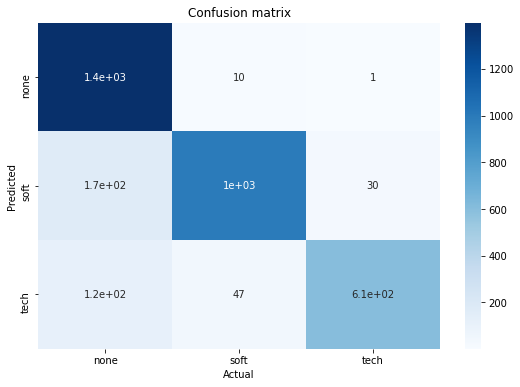 Confusion matrix
none
1.4e+03 10 1
1200
1000
Predicted
soft
1.7e+02 1e+03 30
800
600
400
tech
1.2e+02 47 6.1e+02
200
none soft tech
Actual